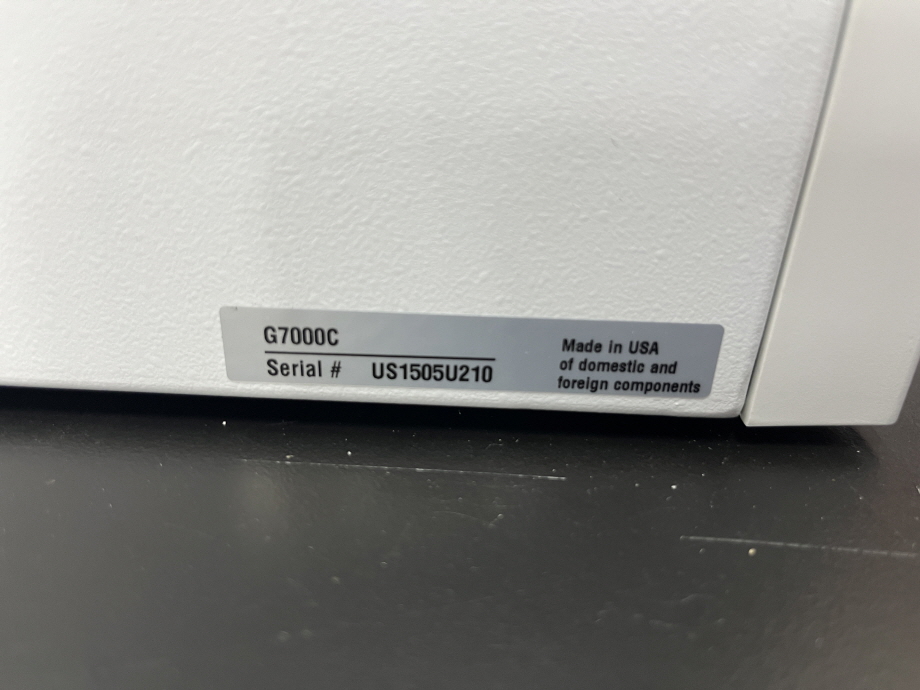 G7000C
Serial # US1505U210
Made in USA
of domestic and
foreign components